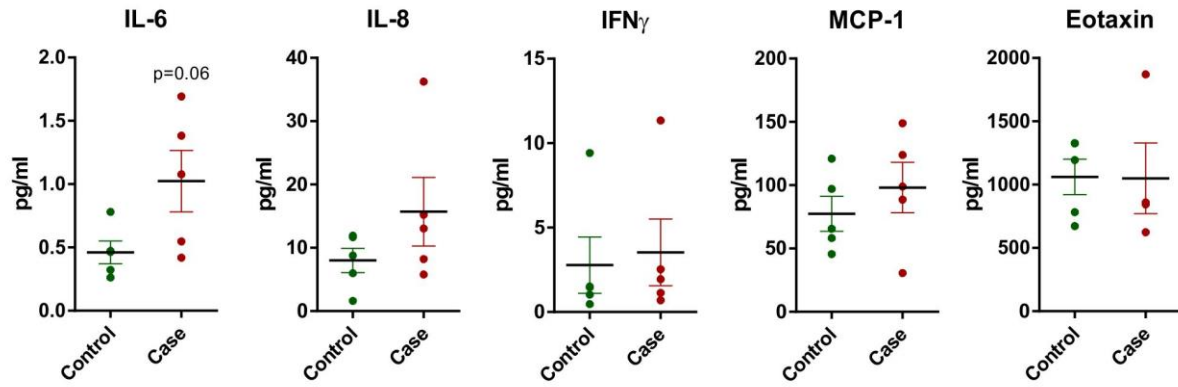 IL-6
pg/ml
2.0
1.5
1.0
0.5
0.0
p=0.06
Control
Case
IL-8
pg/ml
40
30
20
10
0
Control
Case
IFNγ
pg/ml
15
10
5
0
Control
Case
MCP-1
pg/ml
200
150
100
50
0
Control
Case
Eotaxin
pg/ml
2000
1500
1000
500
0
Control
Case